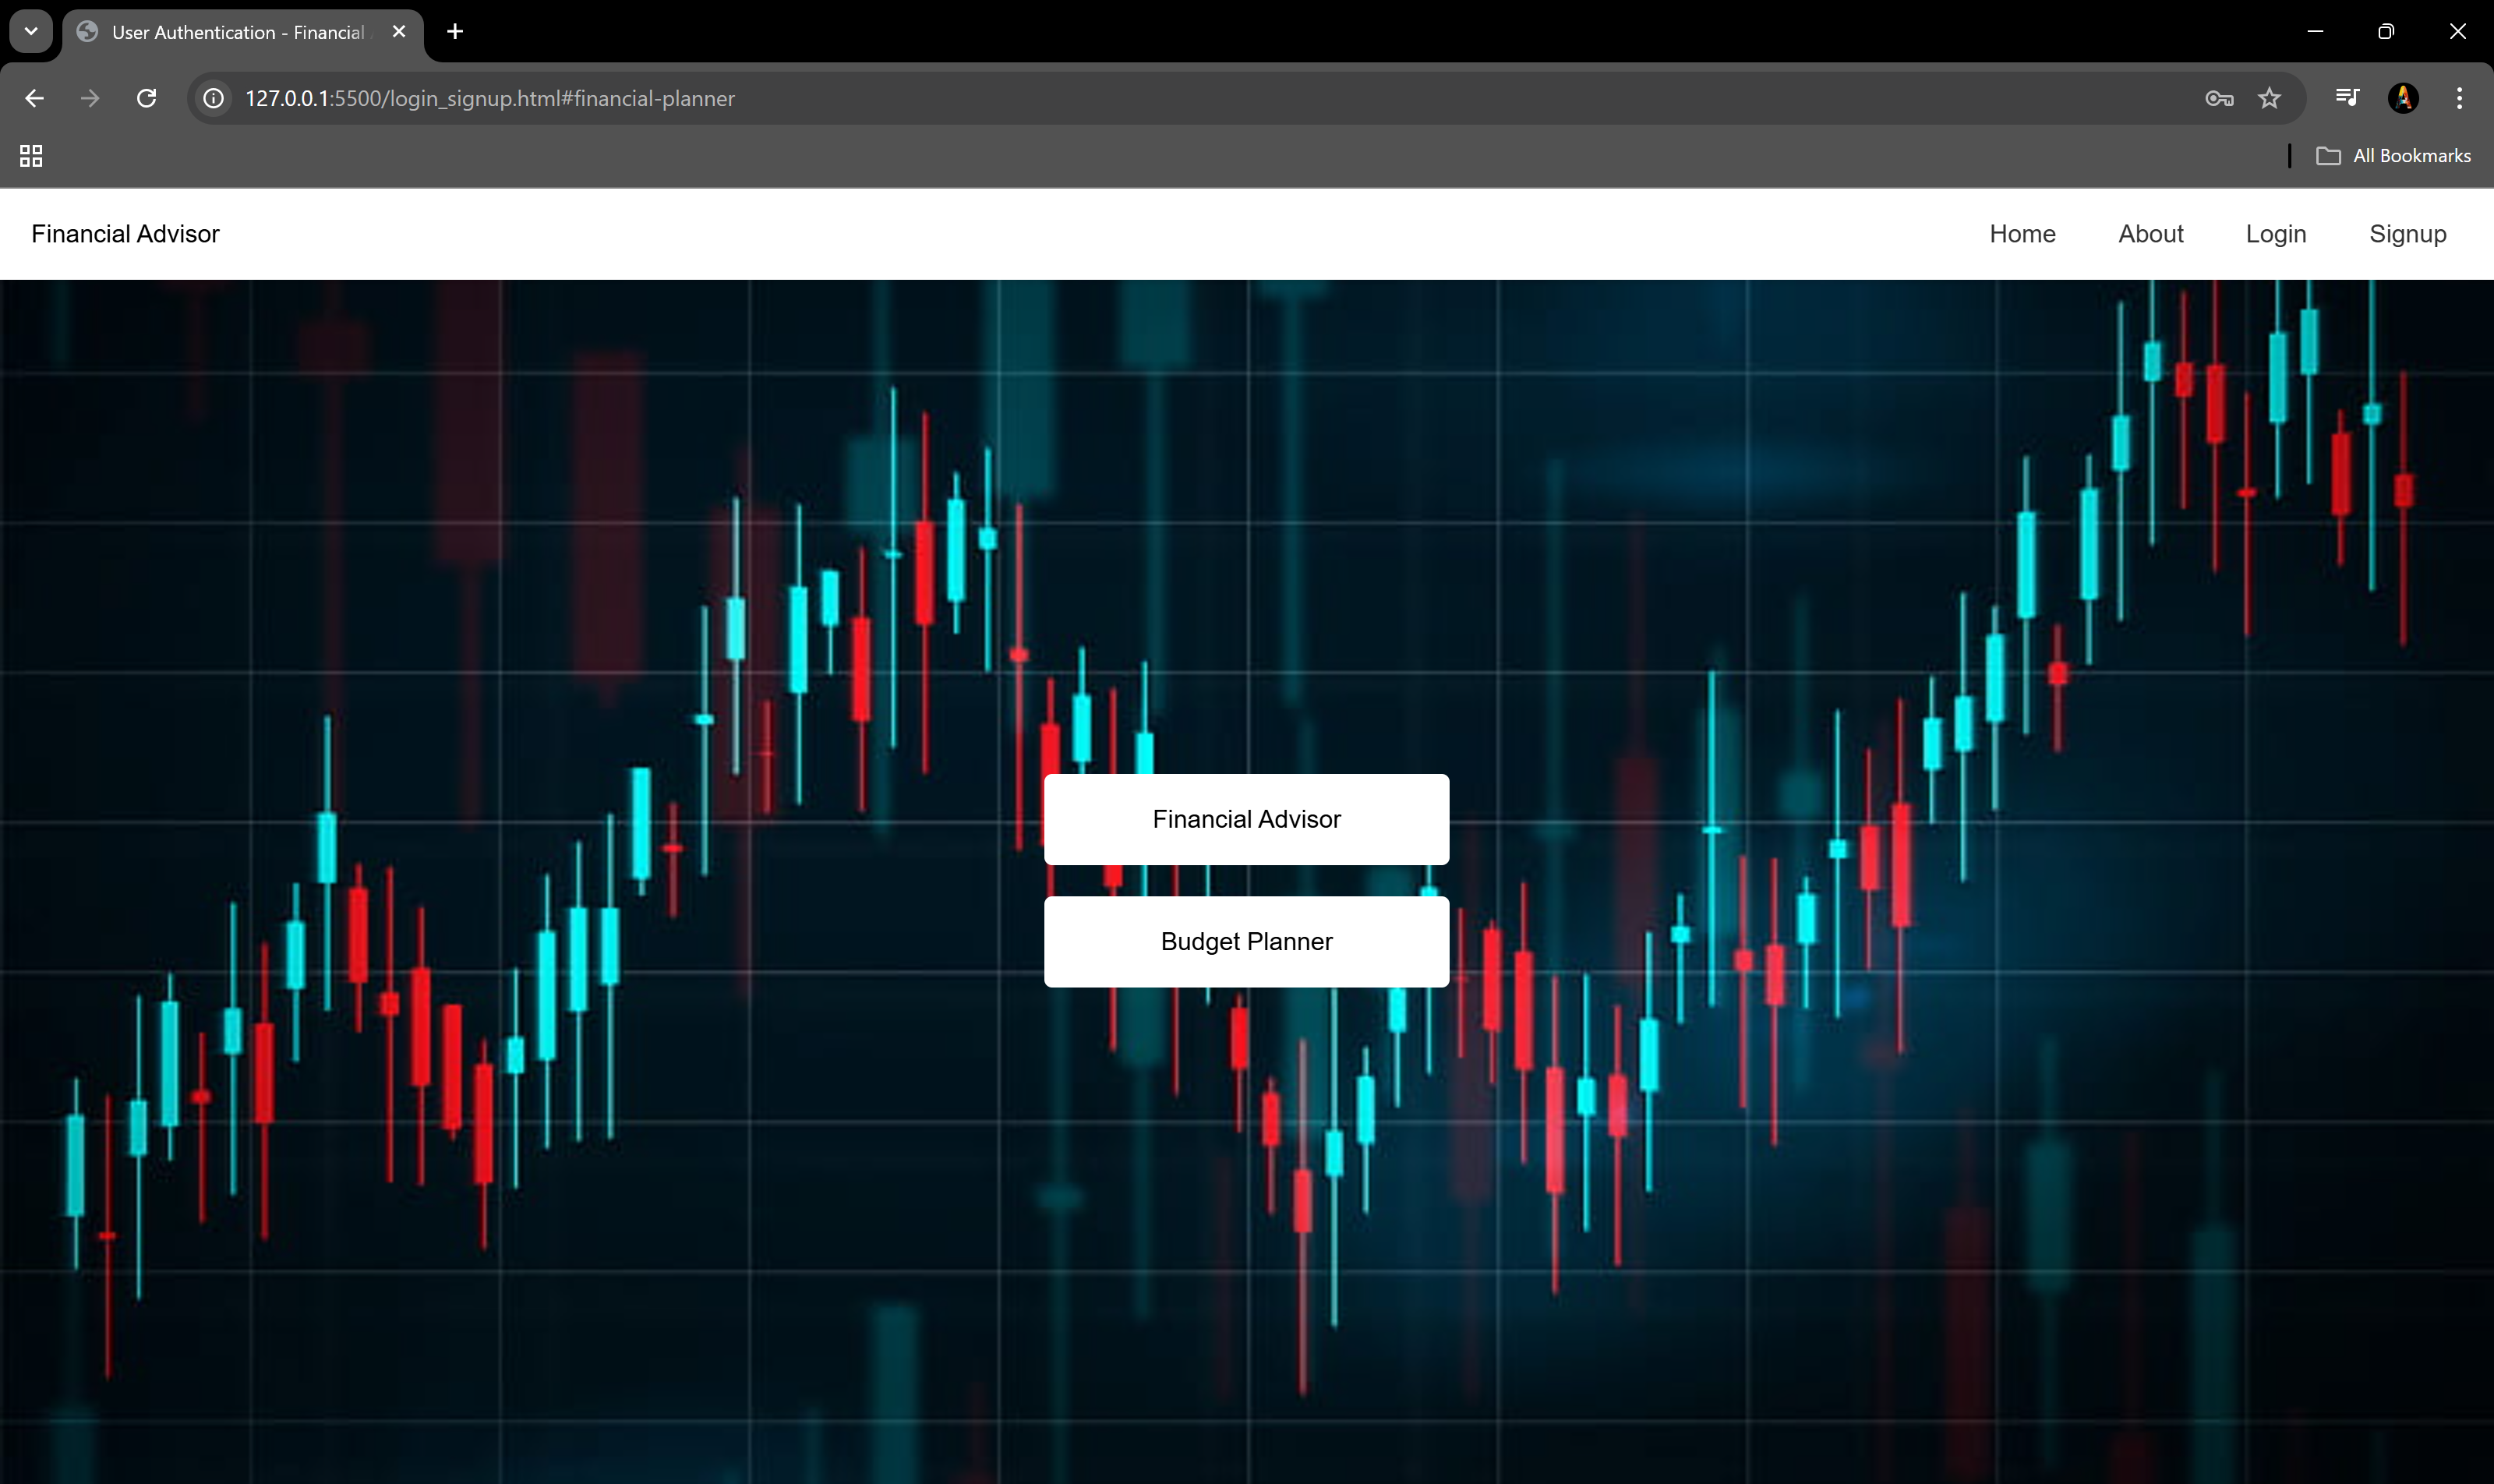 User Authentication - Financial
127.0.0.1:5500/login_signup.html#financial-planner
All Bookmarks
Financial Advisor
Home
About
Login
Signup
Financial Advisor
Budget Planner